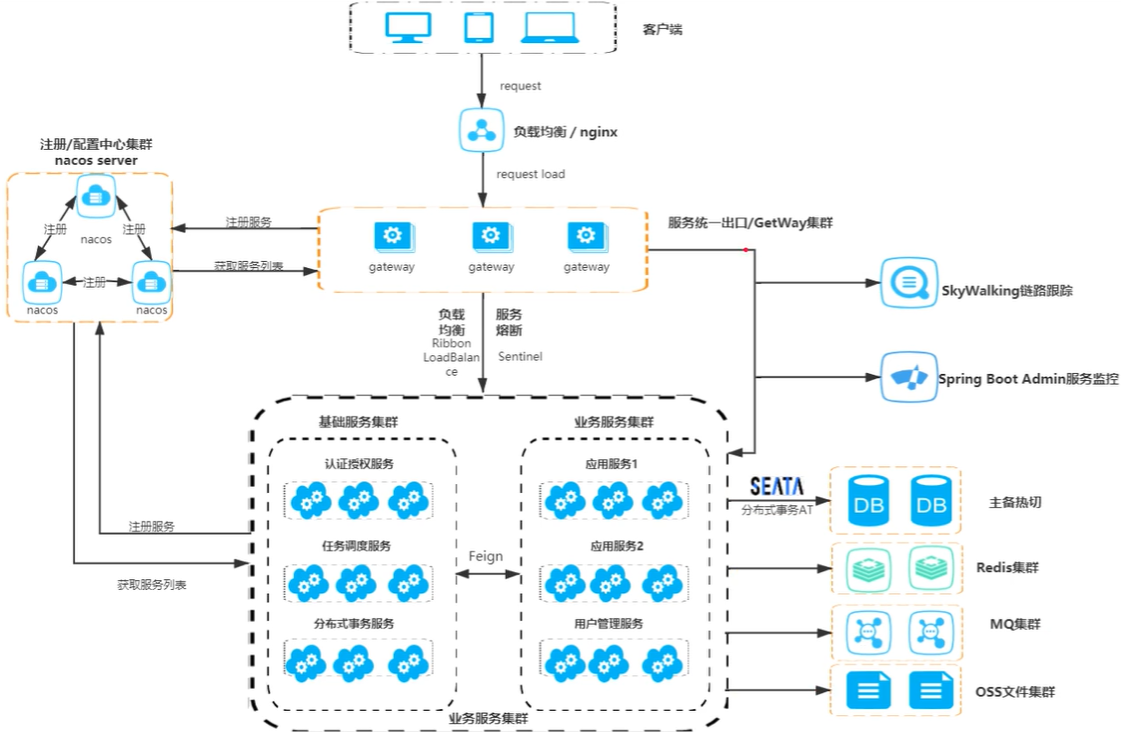 客户端
request
负载均衡 / nginx
request load
注册/配置中心集群
nacos server
注册
注册
nacos
注册
nacos
nacos
注册服务
获取服务列表
gateway
gateway
gateway
服务统一出口/GetWay集群
SkyWalking链路跟踪
Spring Boot Admin服务监控
负载
均衡
Ribbon
LoadBalan
ce
服务
熔断
Sentinel
基础服务集群
业务服务集群
认证授权服务
应用服务1
任务调度服务
应用服务2
Feign
分布式事务服务
用户管理服务
业务服务集群
注册服务
获取服务列表
SEATA
分布式事务AT
DB
DB
主备热切
Redis集群
MQ集群
OSS文件集群